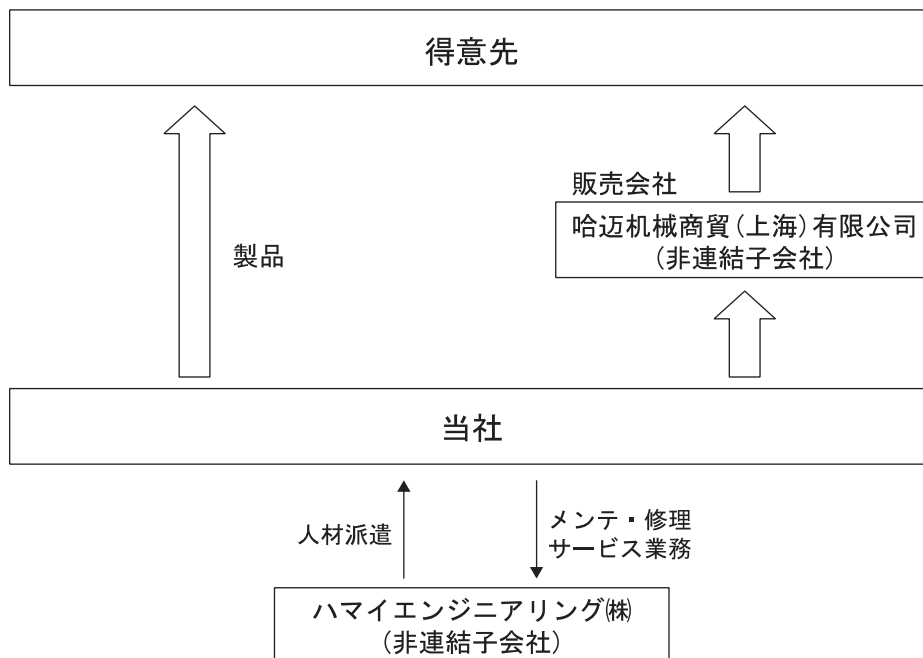 得意先
販売会社
哈迈机械商貿(上海)有限公司
(非連結子会社)
製品
当社
人材派遣
メンテ・修理
サービス業務
ハマイエンジニアリング㈱
(非連結子会社)